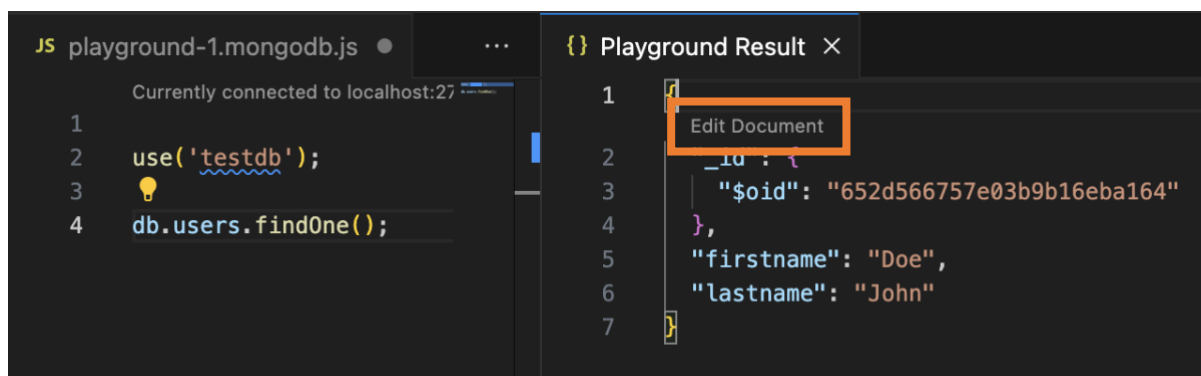 JS playground-1.mongodb.js
Currently connected to localhost:27
1
2 use('testdb');
3
4 db.users.findOne();
{} Playground Result
1 {
Edit Document
2 "_id": {
3 "$oid": "652d566757e03b9b16eba164"
4 },
5 "firstname": "Doe",
6 "lastname": "John"
7 }